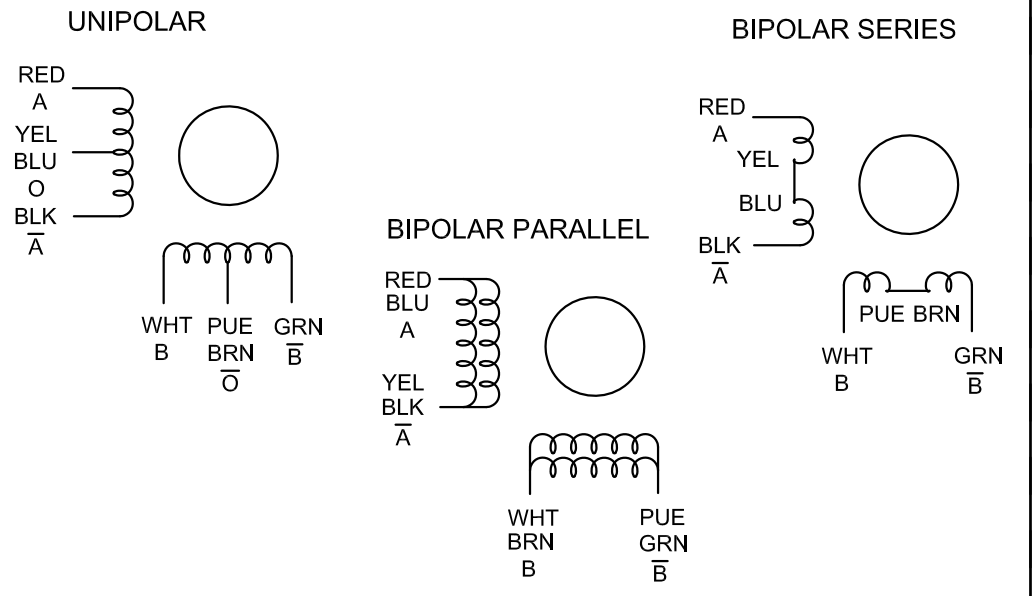 UNIPOLAR
RED
A
YEL
BLU
O
BLK
A̅
WHT PUE GRN
B BRN B̅
O̅
BIPOLAR PARALLEL
RED
BLU
A
YEL
BLK
A̅
WHT PUE
BRN GRN
B B̅
BIPOLAR SERIES
RED
A
YEL
BLU
BLK
A̅
PUE BRN
WHT GRN
B B̅